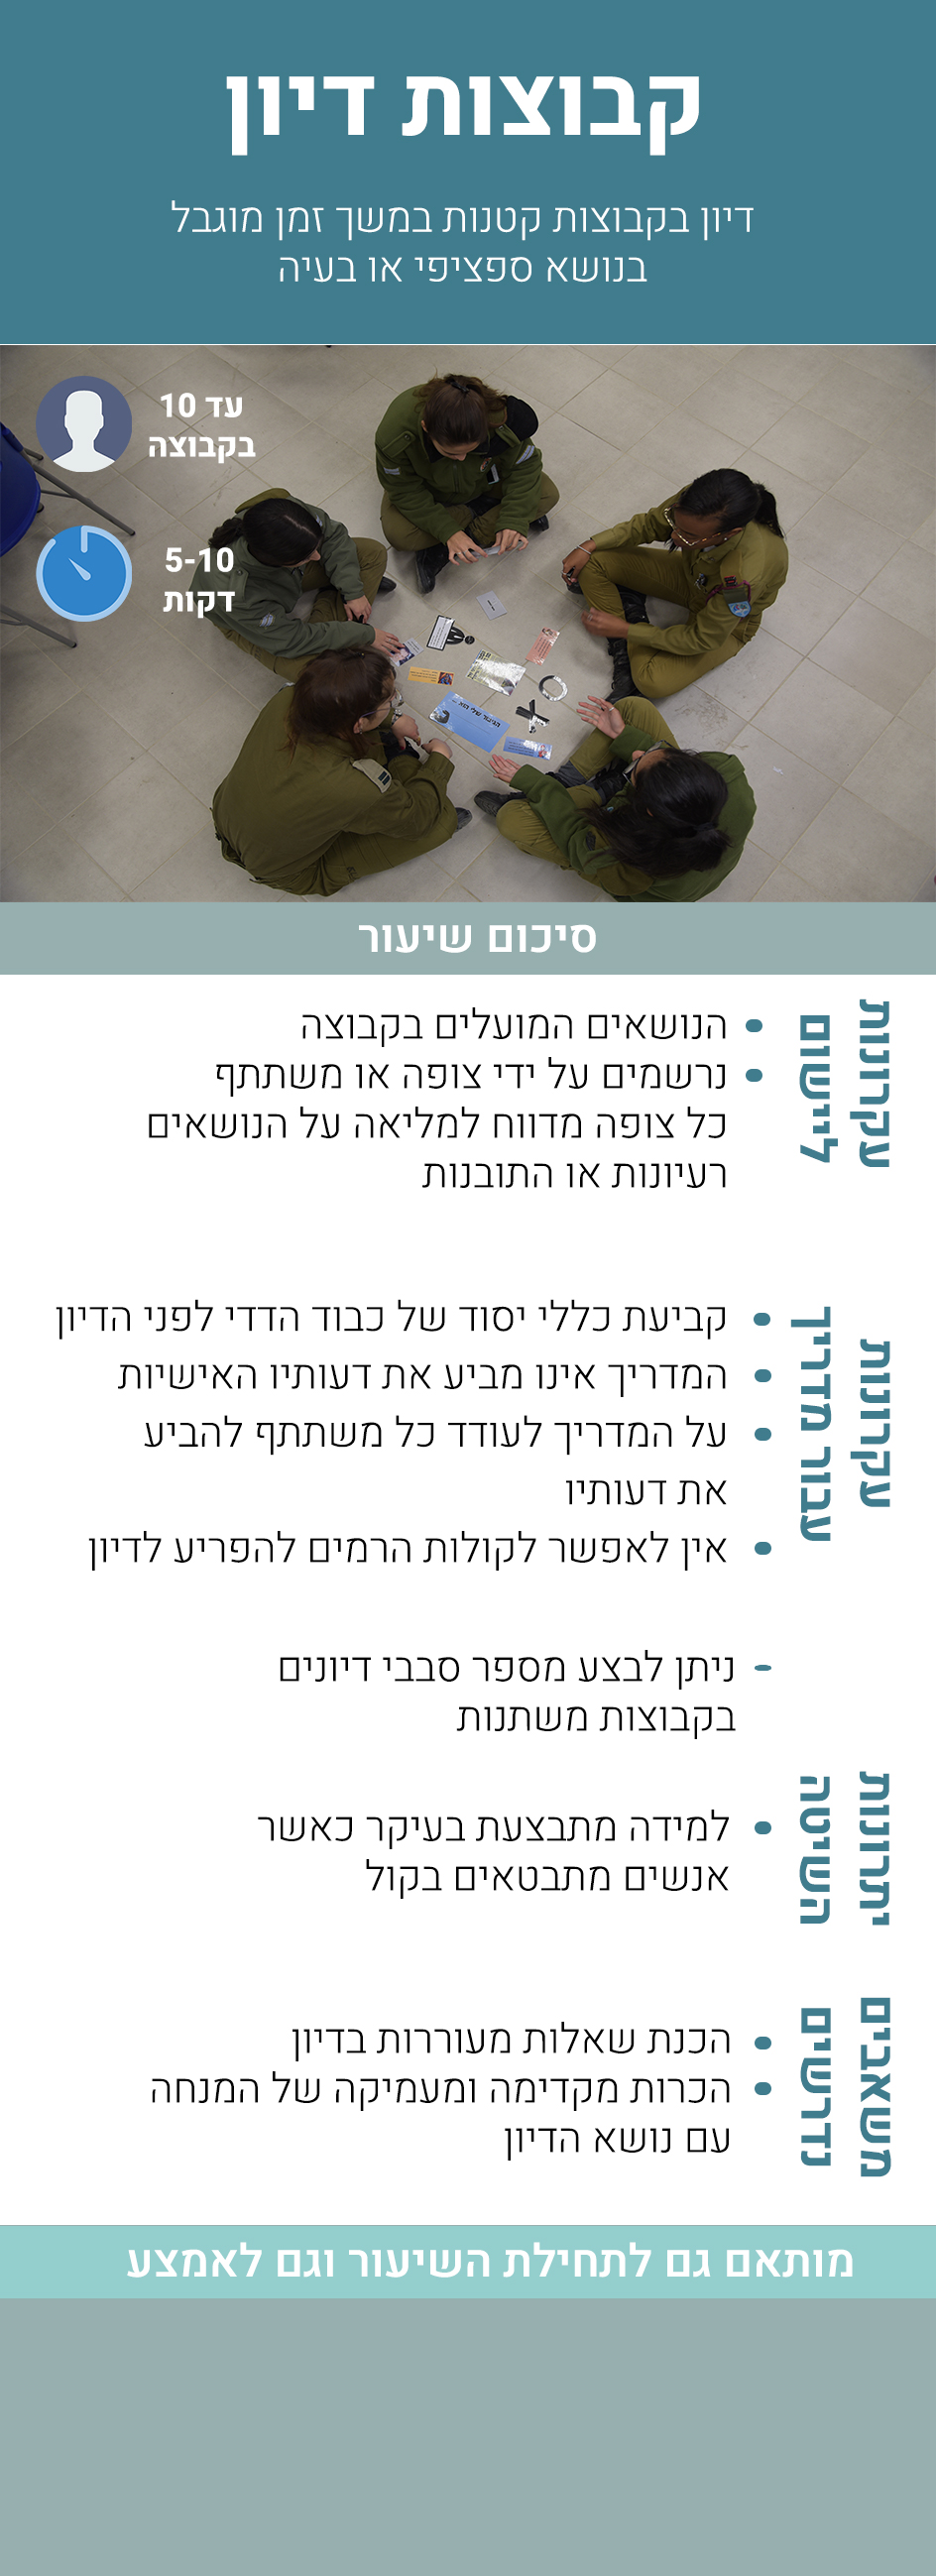 קבוצות דיון
דיון בקבוצות קטנות במשך זמן מוגבל
בנושא ספציפי או בעיה
עד 10
בקבוצה
5-10
דקות
הגיבור שלי הוא
סיכום שיעור
עקרונות
ליישום
הנושאים המועלים בקבוצה
נרשמים על ידי צופה או משתתף
כל צופה מדווח למליאה על הנושאים
רעיונות או התובנות
עקרונות
עבור מדריך
קביעת כללי יסוד של כבוד הדדי לפני הדיון
המדריך אינו מביע את דעותיו האישיות
על המדריך לעודד כל משתתף להביע
את דעותיו
אין לאפשר לקולות הרמים להפריע לדיון
- ניתן לבצע מספר סבבי דיונים
בקבוצות משתנות
יתרונות
השיטה
למידה מתבצעת בעיקר כאשר
אנשים מתבטאים בקול
משאבים
נדרשים
הכנת שאלות מעוררות בדיון
הכרות מקדימה ומעמיקה של המנחה
עם נושא הדיון
מותאם גם לתחילת השיעור וגם לאמצע